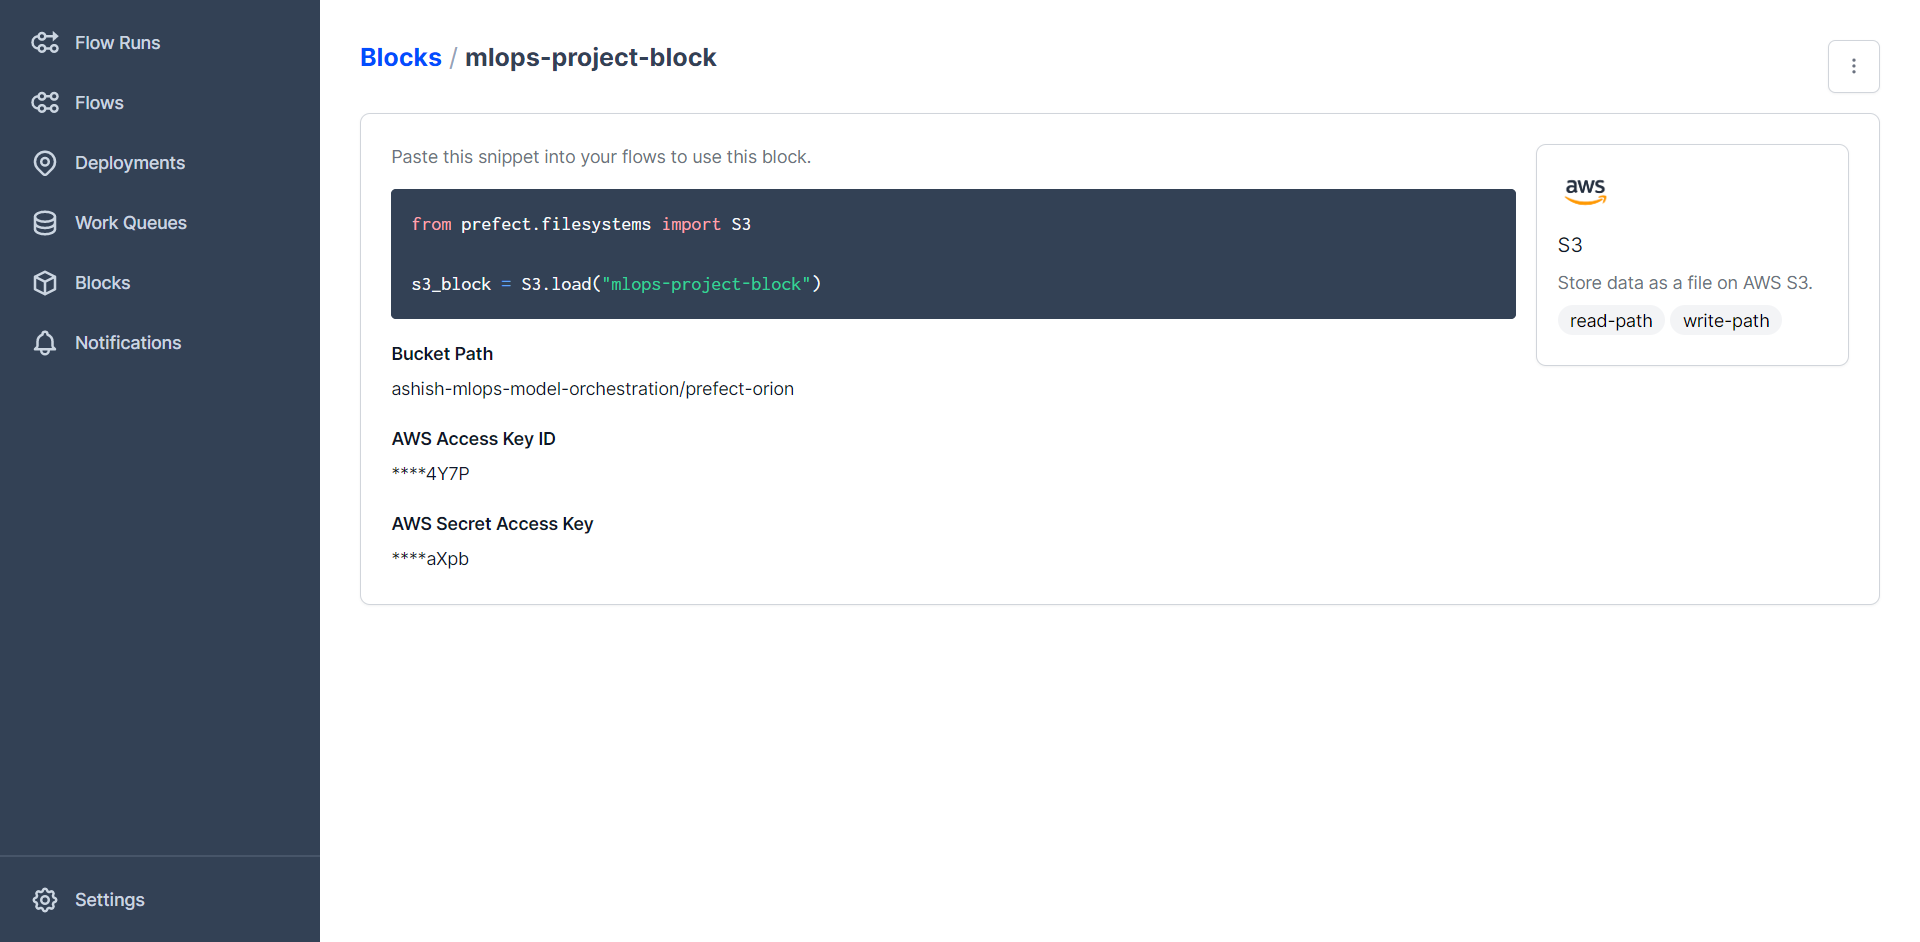 Flow Runs
Flows
Deployments
Work Queues
Blocks
Notifications
Settings
Blocks / mlops-project-block
Paste this snippet into your flows to use this block.
from prefect.filesystems import S3
s3_block = S3.load("mlops-project-block")
Bucket Path
ashish-mlops-model-orchestration/prefect-orion
AWS Access Key ID
****4Y7P
AWS Secret Access Key
****aXpb
aws
S3
Store data as a file on AWS S3.
read-path write-path